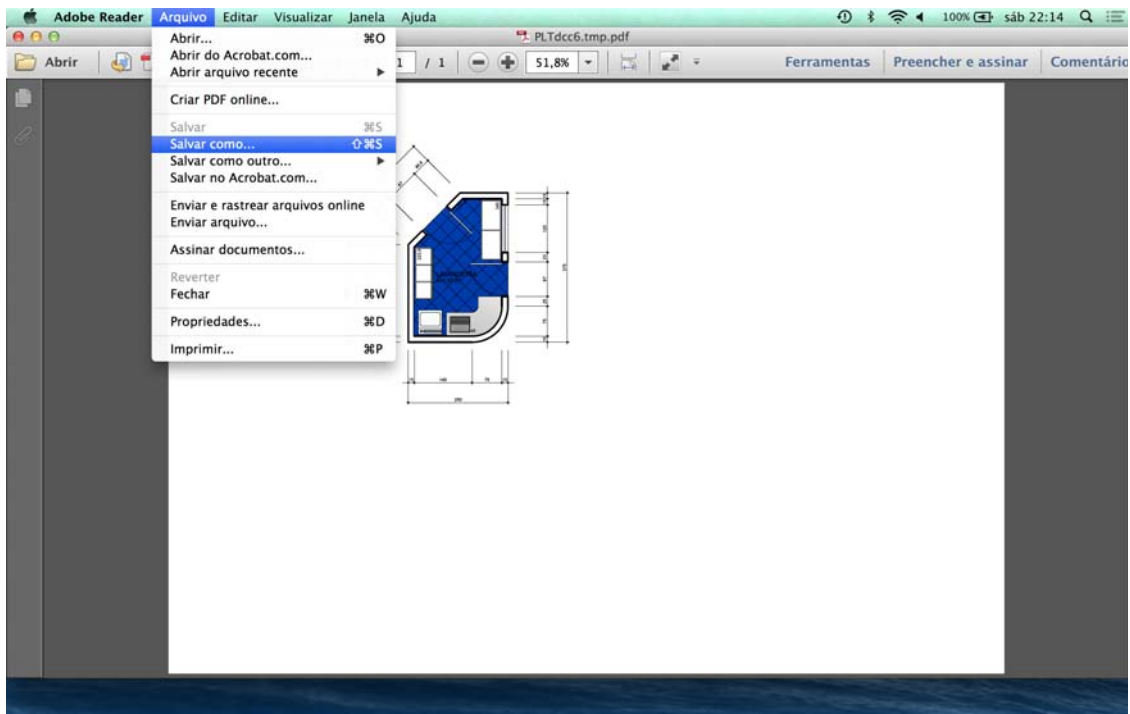 Adobe Reader Arquivo Editar Visualizar Janela Ajuda 100% sáb 22:14
PLTdcc6.tmp.pdf
Abrir 1 / 1 51,8% Ferramentas Preencher e assinar Comentário
Abrir... ⌘O
Abrir do Acrobat.com...
Abrir arquivo recente ▶
Criar PDF online...
Salvar ⌘S
Salvar como... ⇧⌘S
Salvar como outro... ▶
Salvar no Acrobat.com...
Enviar e rastrear arquivos online
Enviar arquivo...
Assinar documentos...
Reverter
Fechar ⌘W
Propriedades... ⌘D
Imprimir... ⌘P